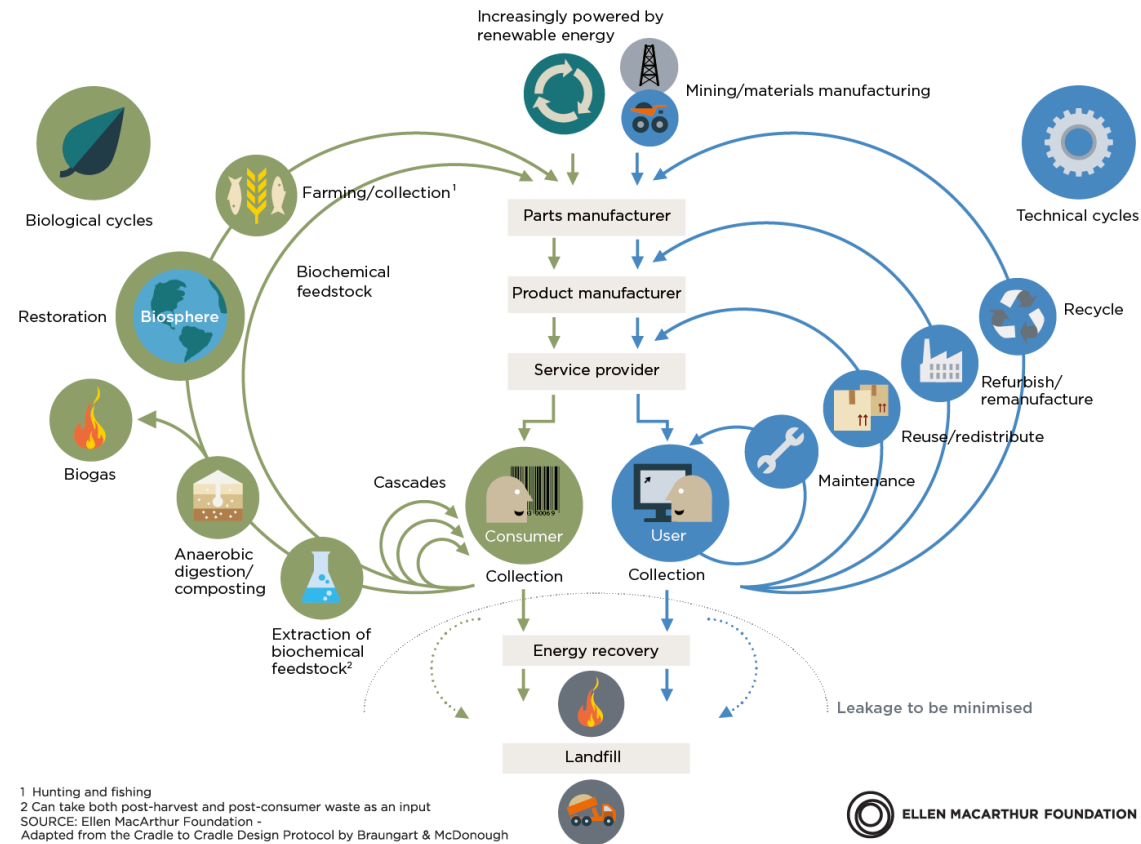 Increasingly powered by
renewable energy
Mining/materials manufacturing
Biological cycles
Farming/collection¹
Parts manufacturer
Technical cycles
Biochemical
feedstock
Product manufacturer
Restoration
Biosphere
Recycle
Service provider
Refurbish/
remanufacture
Reuse/redistribute
Biogas
Cascades
Maintenance
Consumer
User
Anaerobic
digestion/
composting
Collection
Collection
Extraction of
biochemical
feedstock²
Energy recovery
Leakage to be minimised
Landfill
1 Hunting and fishing
2 Can take both post-harvest and post-consumer waste as an input
SOURCE: Ellen MacArthur Foundation -
Adapted from the Cradle to Cradle Design Protocol by Braungart & McDonough
ELLEN MACARTHUR FOUNDATION